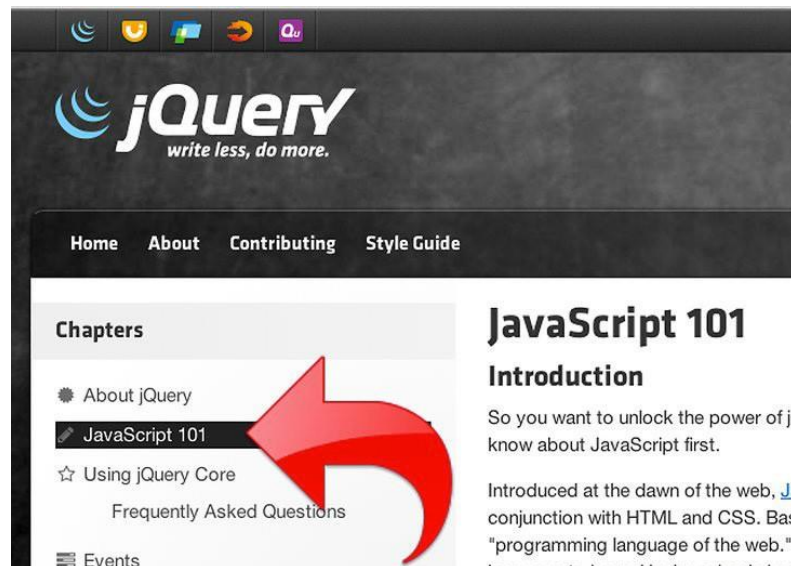 Qu
jQuery
write less, do more.
Home About Contributing Style Guide
Chapters
About jQuery
JavaScript 101
Using jQuery Core
Frequently Asked Questions
Events
JavaScript 101
Introduction
So you want to unlock the power of j
know about JavaScript first.
Introduced at the dawn of the web, J
conjunction with HTML and CSS. Bas
"programming language of the web."